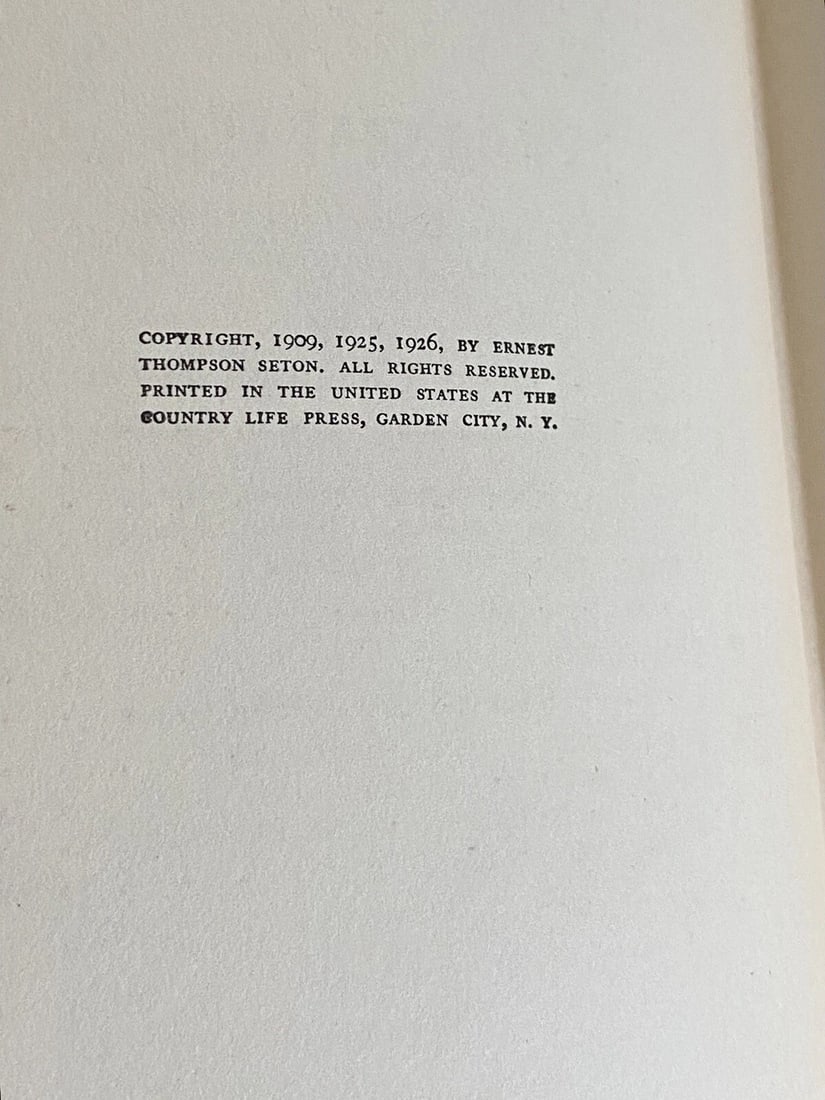 COPYRIGHT, 1909, 1925, 1926, BY ERNEST
THOMPSON SETON. ALL RIGHTS RESERVED.
PRINTED IN THE UNITED STATES AT THE
COUNTRY LIFE PRESS, GARDEN CITY, N. Y.